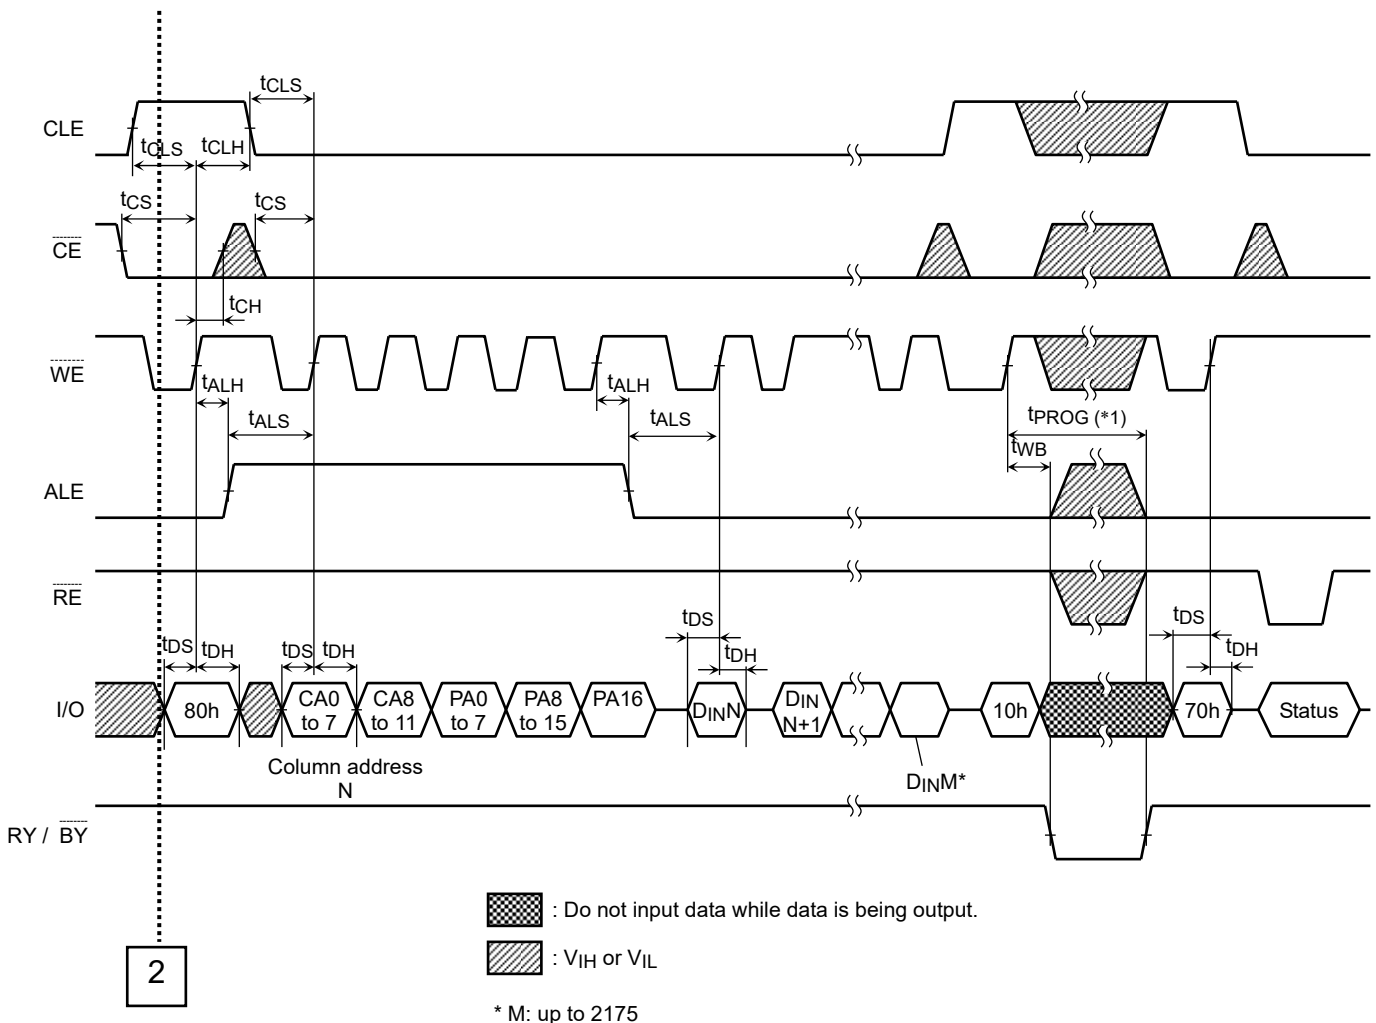 tCLS
CLE
tCLS tCLH
tCS tCS
CE
tCH
WE
tALH tALH
tALS tALS tPROG (*1)
tWB
ALE
RE
tDS tDS
tDS tDH tDS tDH tDH tDH
I/O 80h CA0 to 7 CA8 to 11 PA0 to 7 PA8 to 15 PA16 DINN DIN N+1 10h 70h Status
Column address
N
DINM*
RY / BY
: Do not input data while data is being output.
2
: VIH or VIL
* M: up to 2175